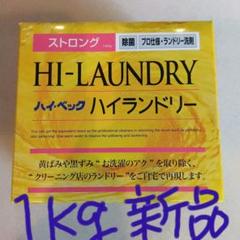 ストロング
除菌 プロ仕様・ランドリー洗剤
HI-LAUNDRY
ハイ・ベック ハイランドリー
黄ばみや黒ずみ"お洗濯のアク"を取り除く、
"クリーニング店のランドリー"をご自宅で再現します。
1kg 新品